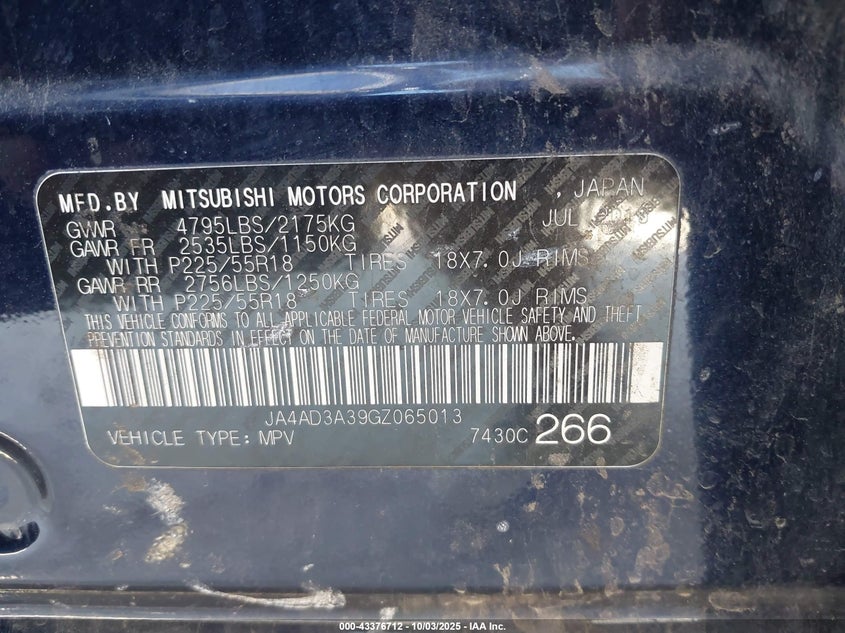 MFD.BY MITSUBISHI MOTORS CORPORATION , JAPAN
GVWR 4795LBS/2175KG JUL
GAWR FR 2535LBS/1150KG
WITH P225/55R18 TIRES 18X7.0J RIMS
GAWR RR 2756LBS/1250KG
WITH P225/55R18 TIRES 18X7.0J RIMS
THIS VEHICLE CONFORMS TO ALL APPLICABLE FEDERAL MOTOR VEHICLE SAFETY AND THEFT
PREVENTION STANDARDS IN EFFECT ON THE DATE OF MANUFACTURE SHOWN ABOVE.
JA4AD3A39GZ065013
VEHICLE TYPE: MPV 7430C 266
000-43376712 - 10/03/2025 - IAA Inc.